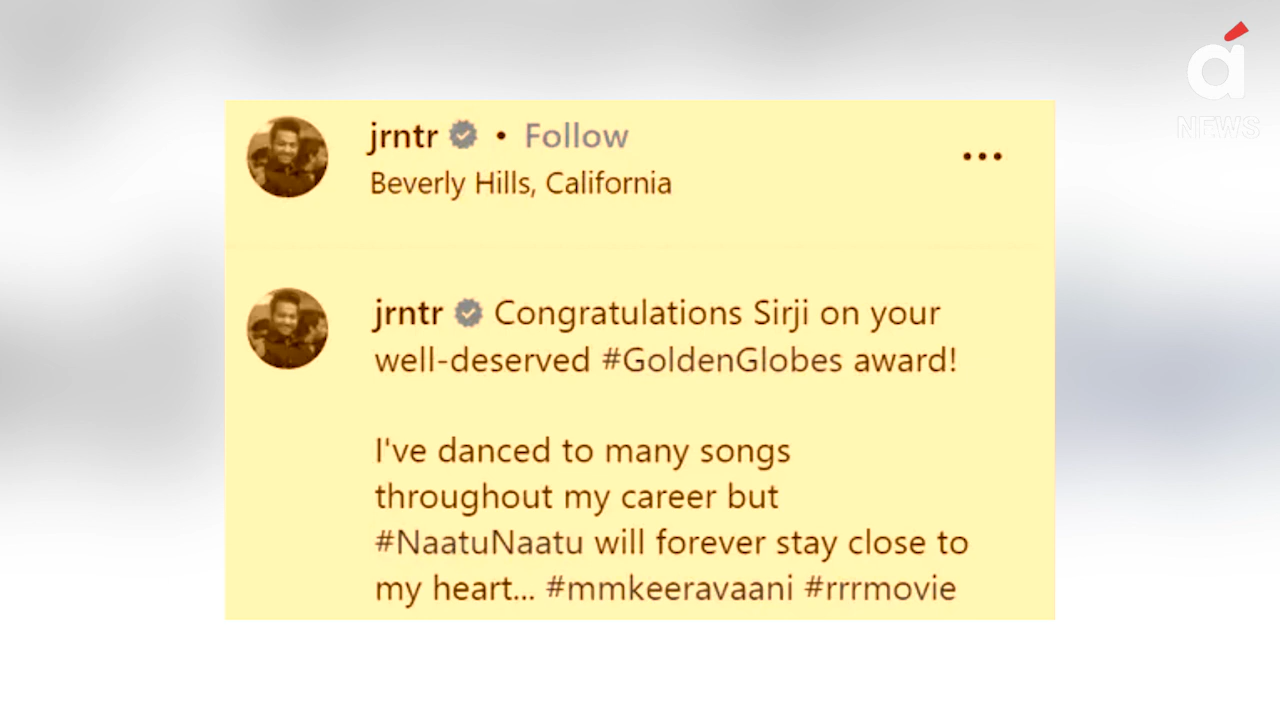 á
NEWS
jrntr • Follow
Beverly Hills, California
jrntr Congratulations Sirji on your
well-deserved #GoldenGlobes award!
I've danced to many songs
throughout my career but
#NaatuNaatu will forever stay close to
my heart... #mmkeeravaani #rrrmovie